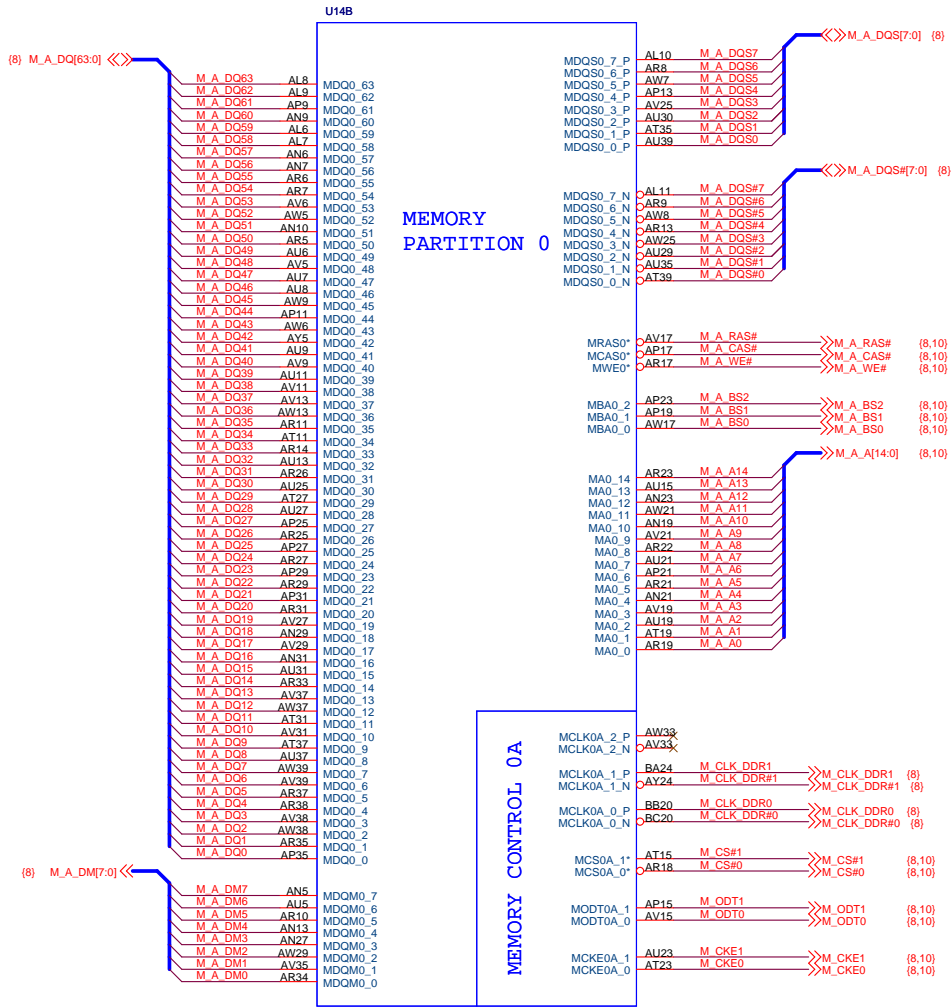 U14B
{8} M_A_DQ[63:0]
M_A_DQ63 AL8 MDQ0_63
M_A_DQ62 AL9 MDQ0_62
M_A_DQ61 AP9 MDQ0_61
M_A_DQ60 AN9 MDQ0_60
M_A_DQ59 AL6 MDQ0_59
M_A_DQ58 AL7 MDQ0_58
M_A_DQ57 AN6 MDQ0_57
M_A_DQ56 AN7 MDQ0_56
M_A_DQ55 AR6 MDQ0_55
M_A_DQ54 AR7 MDQ0_54
M_A_DQ53 AV6 MDQ0_53
M_A_DQ52 AW5 MDQ0_52
M_A_DQ51 AN10 MDQ0_51
M_A_DQ50 AR5 MDQ0_50
M_A_DQ49 AU6 MDQ0_49
M_A_DQ48 AV5 MDQ0_48
M_A_DQ47 AU7 MDQ0_47
M_A_DQ46 AU8 MDQ0_46
M_A_DQ45 AW9 MDQ0_45
M_A_DQ44 AP11 MDQ0_44
M_A_DQ43 AW6 MDQ0_43
M_A_DQ42 AY5 MDQ0_42
M_A_DQ41 AU9 MDQ0_41
M_A_DQ40 AV9 MDQ0_40
M_A_DQ39 AU11 MDQ0_39
M_A_DQ38 AV11 MDQ0_38
M_A_DQ37 AV13 MDQ0_37
M_A_DQ36 AW13 MDQ0_36
M_A_DQ35 AR11 MDQ0_35
M_A_DQ34 AT11 MDQ0_34
M_A_DQ33 AR14 MDQ0_33
M_A_DQ32 AU13 MDQ0_32
M_A_DQ31 AR26 MDQ0_31
M_A_DQ30 AU25 MDQ0_30
M_A_DQ29 AT27 MDQ0_29
M_A_DQ28 AU27 MDQ0_28
M_A_DQ27 AP25 MDQ0_27
M_A_DQ26 AR25 MDQ0_26
M_A_DQ25 AP27 MDQ0_25
M_A_DQ24 AR27 MDQ0_24
M_A_DQ23 AP29 MDQ0_23
M_A_DQ22 AR29 MDQ0_22
M_A_DQ21 AP31 MDQ0_21
M_A_DQ20 AR31 MDQ0_20
M_A_DQ19 AV27 MDQ0_19
M_A_DQ18 AN29 MDQ0_18
M_A_DQ17 AV29 MDQ0_17
M_A_DQ16 AN31 MDQ0_16
M_A_DQ15 AU31 MDQ0_15
M_A_DQ14 AR33 MDQ0_14
M_A_DQ13 AV37 MDQ0_13
M_A_DQ12 AW37 MDQ0_12
M_A_DQ11 AT31 MDQ0_11
M_A_DQ10 AV31 MDQ0_10
M_A_DQ9 AT37 MDQ0_9
M_A_DQ8 AU37 MDQ0_8
M_A_DQ7 AW39 MDQ0_7
M_A_DQ6 AV39 MDQ0_6
M_A_DQ5 AR37 MDQ0_5
M_A_DQ4 AR38 MDQ0_4
M_A_DQ3 AV38 MDQ0_3
M_A_DQ2 AW38 MDQ0_2
M_A_DQ1 AR35 MDQ0_1
M_A_DQ0 AP35 MDQ0_0
{8} M_A_DM[7:0]
M_A_DM7 AN5 MDQM0_7
M_A_DM6 AU5 MDQM0_6
M_A_DM5 AR10 MDQM0_5
M_A_DM4 AN13 MDQM0_4
M_A_DM3 AN27 MDQM0_3
M_A_DM2 AW29 MDQM0_2
M_A_DM1 AV35 MDQM0_1
M_A_DM0 AR34 MDQM0_0
MEMORY
PARTITION 0
M_A_DQS[7:0] {8}
MDQS0_7_P AL10 M_A_DQS7
MDQS0_6_P AR8 M_A_DQS6
MDQS0_5_P AW7 M_A_DQS5
MDQS0_4_P AP13 M_A_DQS4
MDQS0_3_P AV25 M_A_DQS3
MDQS0_2_P AU30 M_A_DQS2
MDQS0_1_P AT35 M_A_DQS1
MDQS0_0_P AU39 M_A_DQS0
M_A_DQS#[7:0] {8}
MDQS0_7_N AL11 M_A_DQS#7
MDQS0_6_N AR9 M_A_DQS#6
MDQS0_5_N AW8 M_A_DQS#5
MDQS0_4_N AR13 M_A_DQS#4
MDQS0_3_N AW25 M_A_DQS#3
MDQS0_2_N AU29 M_A_DQS#2
MDQS0_1_N AU35 M_A_DQS#1
MDQS0_0_N AT39 M_A_DQS#0
MRAS0* AV17 M_A_RAS# M_A_RAS# {8,10}
MCAS0* AP17 M_A_CAS# M_A_CAS# {8,10}
MWE0* AR17 M_A_WE# M_A_WE# {8,10}
MBA0_2 AP23 M_A_BS2 M_A_BS2 {8,10}
MBA0_1 AP19 M_A_BS1 M_A_BS1 {8,10}
MBA0_0 AW17 M_A_BS0 M_A_BS0 {8,10}
M_A_A[14:0] {8,10}
MA0_14 AR23 M_A_A14
MA0_13 AU15 M_A_A13
MA0_12 AN23 M_A_A12
MA0_11 AW21 M_A_A11
MA0_10 AN19 M_A_A10
MA0_9 AV21 M_A_A9
MA0_8 AR22 M_A_A8
MA0_7 AU21 M_A_A7
MA0_6 AP21 M_A_A6
MA0_5 AR21 M_A_A5
MA0_4 AN21 M_A_A4
MA0_3 AV19 M_A_A3
MA0_2 AU19 M_A_A2
MA0_1 AT19 M_A_A1
MA0_0 AR19 M_A_A0
MEMORY CONTROL 0A
MCLK0A_2_P AW33
MCLK0A_2_N AV33
MCLK0A_1_P BA24 M_CLK_DDR1 M_CLK_DDR1 {8}
MCLK0A_1_N AY24 M_CLK_DDR#1 M_CLK_DDR#1 {8}
MCLK0A_0_P BB20 M_CLK_DDR0 M_CLK_DDR0 {8}
MCLK0A_0_N BC20 M_CLK_DDR#0 M_CLK_DDR#0 {8}
MCS0A_1* AT15 M_CS#1 M_CS#1 {8,10}
MCS0A_0* AR18 M_CS#0 M_CS#0 {8,10}
MODT0A_1 AP15 M_ODT1 M_ODT1 {8,10}
MODT0A_0 AV15 M_ODT0 M_ODT0 {8,10}
MCKE0A_1 AU23 M_CKE1 M_CKE1 {8,10}
MCKE0A_0 AT23 M_CKE0 M_CKE0 {8,10}